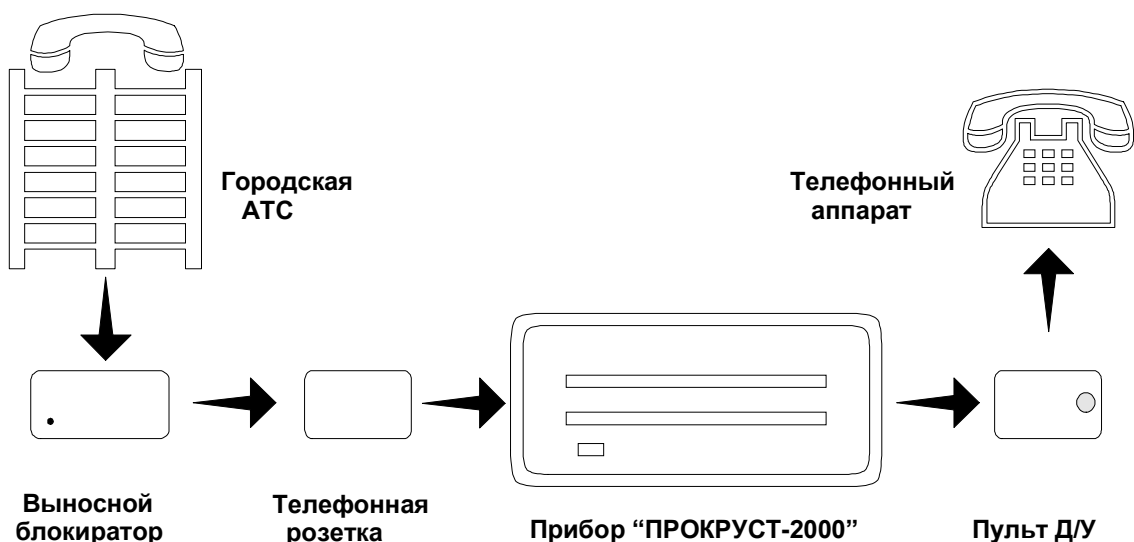 Городская
АТС
Телефонный
аппарат
Выносной
блокиратор
Телефонная
розетка
Прибор “ПРОКРУСТ-2000”
Пульт Д/У